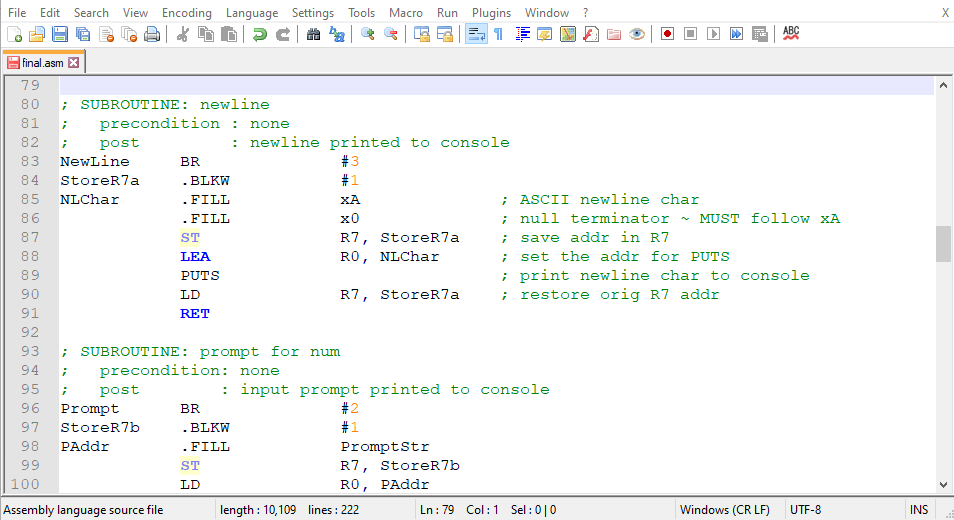 File Edit Search View Encoding Language Settings Tools Macro Run Plugins Window ? X
ABC
final.asm
79
80 ; SUBROUTINE: newline
81 ;   precondition : none
82 ;   post         : newline printed to console
83 NewLine     BR              #3
84 StoreR7a    .BLKW           #1
85 NLChar      .FILL           xA              ; ASCII newline char
86             .FILL           x0              ; null terminator ~ MUST follow xA
87             ST              R7, StoreR7a    ; save addr in R7
88             LEA             R0, NLChar      ; set the addr for PUTS
89             PUTS                            ; print newline char to console
90             LD              R7, StoreR7a    ; restore orig R7 addr
91             RET
92
93 ; SUBROUTINE: prompt for num
94 ;   precondition: none
95 ;   post        : input prompt printed to console
96 Prompt      BR              #2
97 StoreR7b    .BLKW           #1
98 PAddr       .FILL           PromptStr
99             ST              R7, StoreR7b
100            LD              R0, PAddr
Assembly language source file length : 10,109 lines : 222 Ln : 79 Col : 1 Sel : 0 | 0 Windows (CR LF) UTF-8 INS